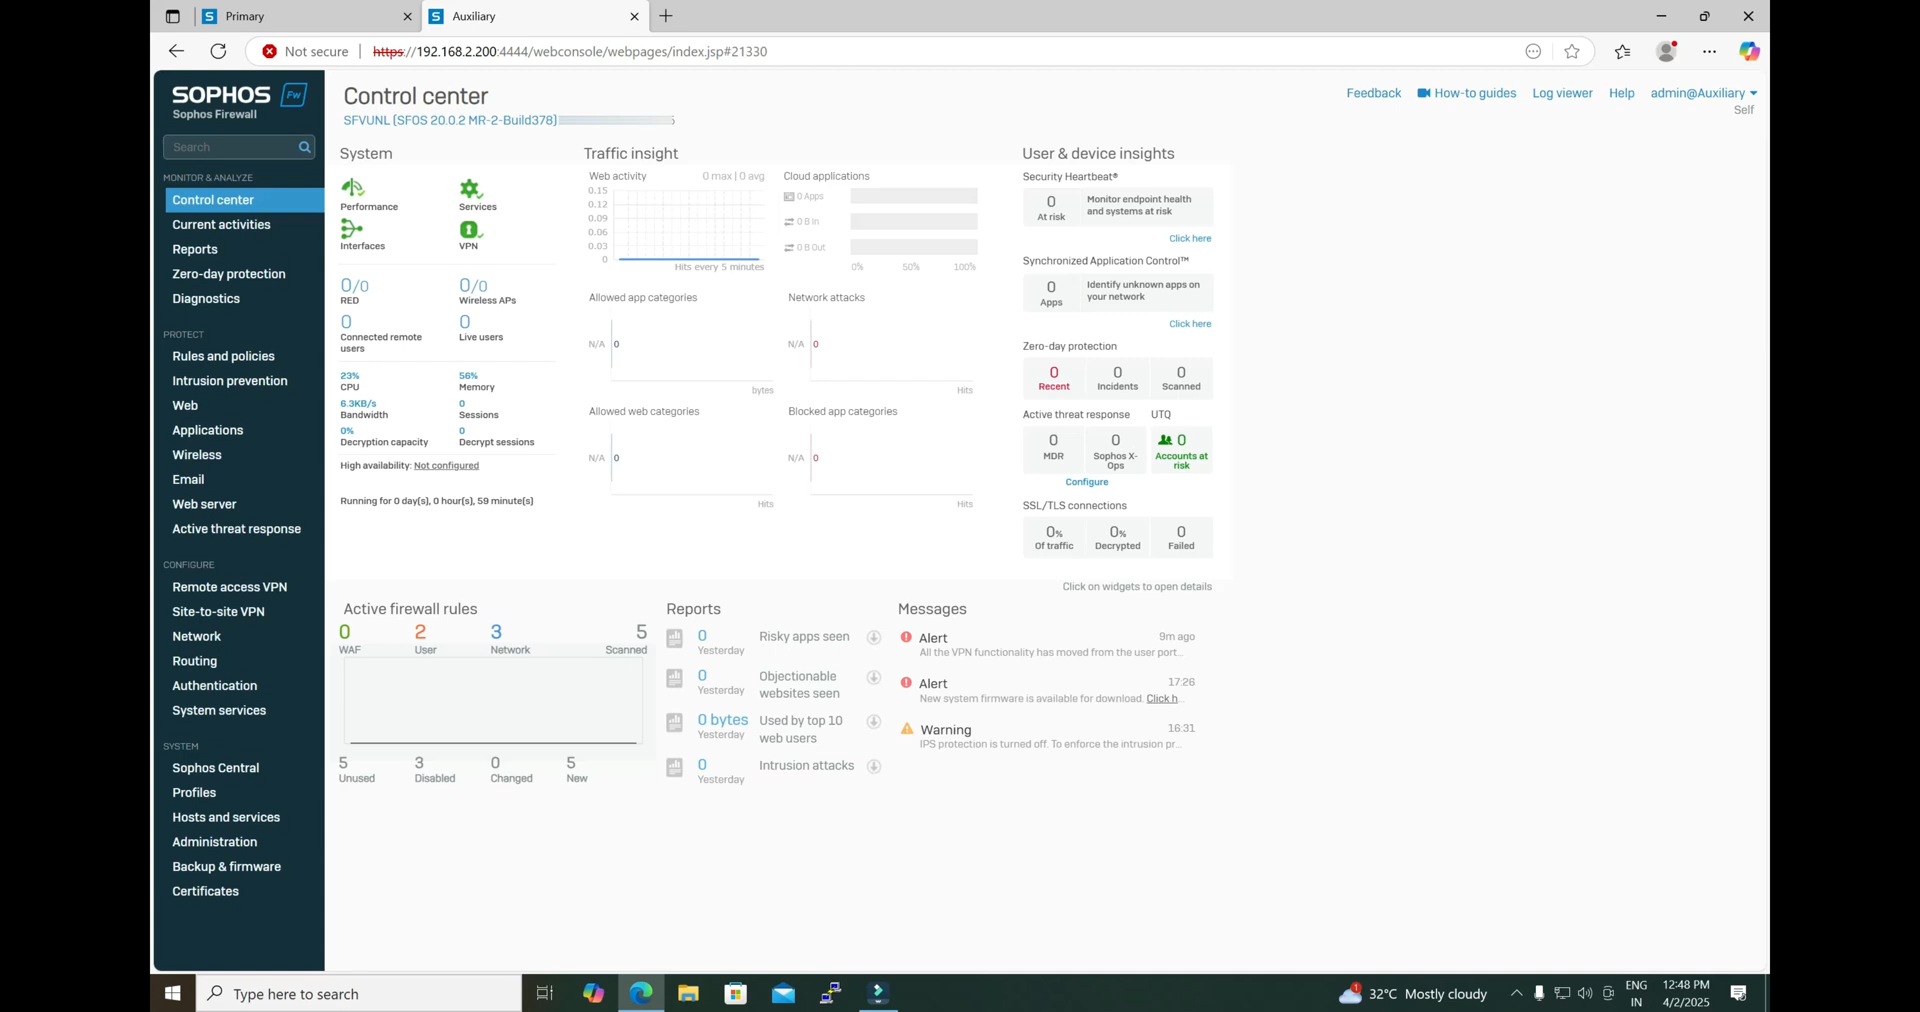 Primary
Auxiliary
Not secure
https://192.168.2.200:4444/webconsole/webpages/index.jsp#21330
SOPHOS Fw
Sophos Firewall
Search
MONITOR & ANALYZE
Control center
Current activities
Reports
Zero-day protection
Diagnostics
PROTECT
Rules and policies
Intrusion prevention
Web
Applications
Wireless
Email
Web server
Active threat response
CONFIGURE
Remote access VPN
Site-to-site VPN
Network
Routing
Authentication
System services
SYSTEM
Sophos Central
Profiles
Hosts and services
Administration
Backup & firmware
Certificates
Control center
SFVUNL (SFOS 20.0.2 MR-2-Build378)
Feedback
How-to guides
Log viewer
Help
admin@Auxiliary
Self
System
Performance
Services
Interfaces
VPN
0/0
RED
0/0
Wireless APs
0
Connected remote
users
0
Live users
23%
CPU
56%
Memory
6.3KB/s
Bandwidth
0
Sessions
0%
Decryption capacity
0
Decrypt sessions
High availability: Not configured
Running for 0 day(s), 0 hour(s), 59 minute(s)
Traffic insight
Web activity
0 max | 0 avg
0.15
0.12
0.09
0.06
0.03
0
Hits every 5 minutes
Cloud applications
0 Apps
0 B In
0 B Out
0%
50%
100%
Allowed app categories
N/A
0
bytes
Network attacks
N/A
0
Hits
Allowed web categories
N/A
0
Hits
Blocked app categories
N/A
0
Hits
User & device insights
Security Heartbeat®
0
At risk
Monitor endpoint health
and systems at risk
Click here
Synchronized Application Control™
0
Apps
Identify unknown apps on
your network
Click here
Zero-day protection
0
Recent
0
Incidents
0
Scanned
Active threat response
UTQ
0
MDR
0
Sophos X-
Ops
0
Accounts at
risk
Configure
SSL/TLS connections
0%
Of traffic
0%
Decrypted
0
Failed
Click on widgets to open details
Active firewall rules
0
WAF
2
User
3
Network
5
Scanned
5
Unused
3
Disabled
0
Changed
5
New
Reports
0
Yesterday
Risky apps seen
0
Yesterday
Objectionable
websites seen
0 bytes
Yesterday
Used by top 10
web users
0
Yesterday
Intrusion attacks
Messages
Alert
9m ago
All the VPN functionality has moved from the user port...
Alert
17:26
New system firmware is available for download. Click h...
Warning
16:31
IPS protection is turned off. To enforce the intrusion pr...
Type here to search
1
32°C Mostly cloudy
ENG
IN
12:48 PM
4/2/2025